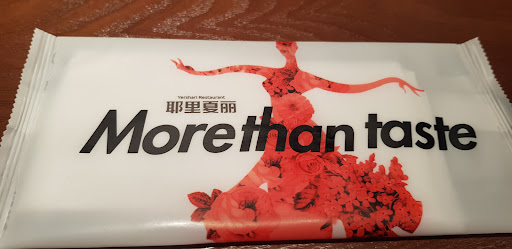 Yershari Restaurant
耶里夏丽
More than taste